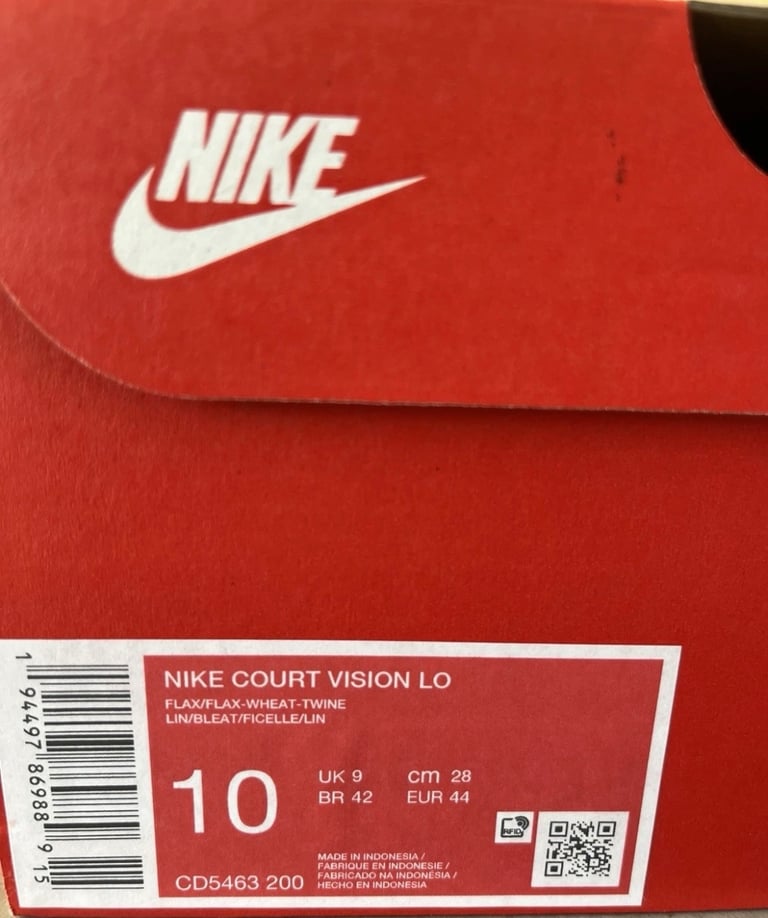 NIKE
NIKE COURT VISION LO
FLAX/FLAX-WHEAT-TWINE
LIN/BLEAT/FICELLE/LIN
10
UK 9 cm 28
BR 42 EUR 44
RFID
MADE IN INDONESIA /
FABRIQUE EN INDONESIE /
FABRICADO NA INDONÉSIA /
HECHO EN INDONESIA
CD5463 200
1 94497 86988 9 15